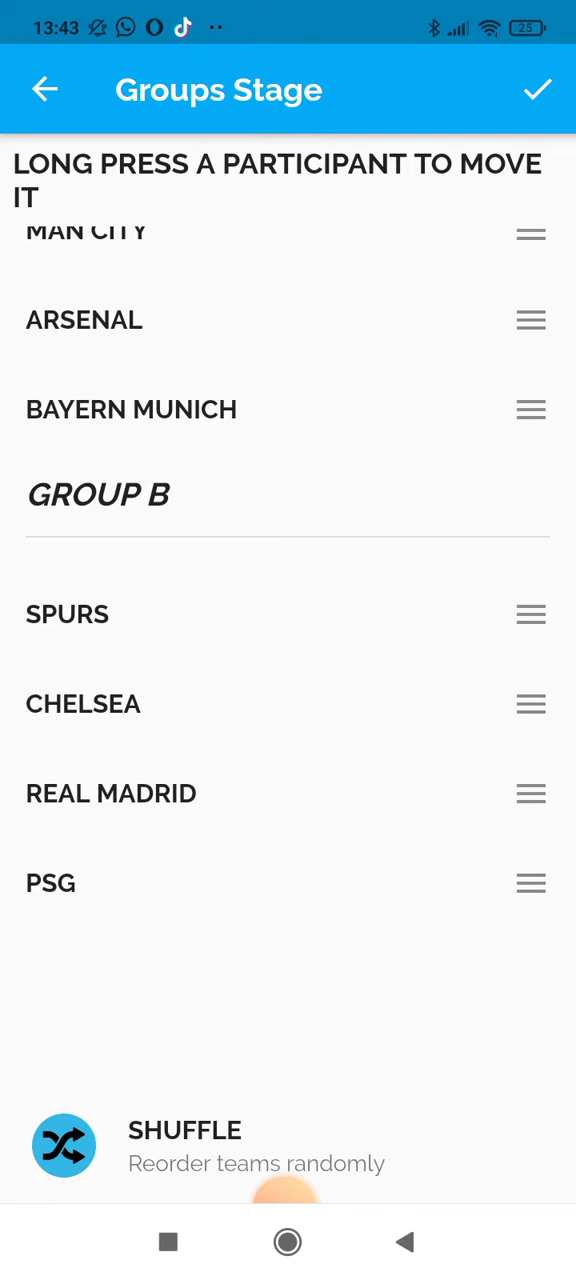 13:43
25
Groups Stage
LONG PRESS A PARTICIPANT TO MOVE
IT
MAN CITY
ARSENAL
BAYERN MUNICH
GROUP B
SPURS
CHELSEA
REAL MADRID
PSG
SHUFFLE
Reorder teams randomly